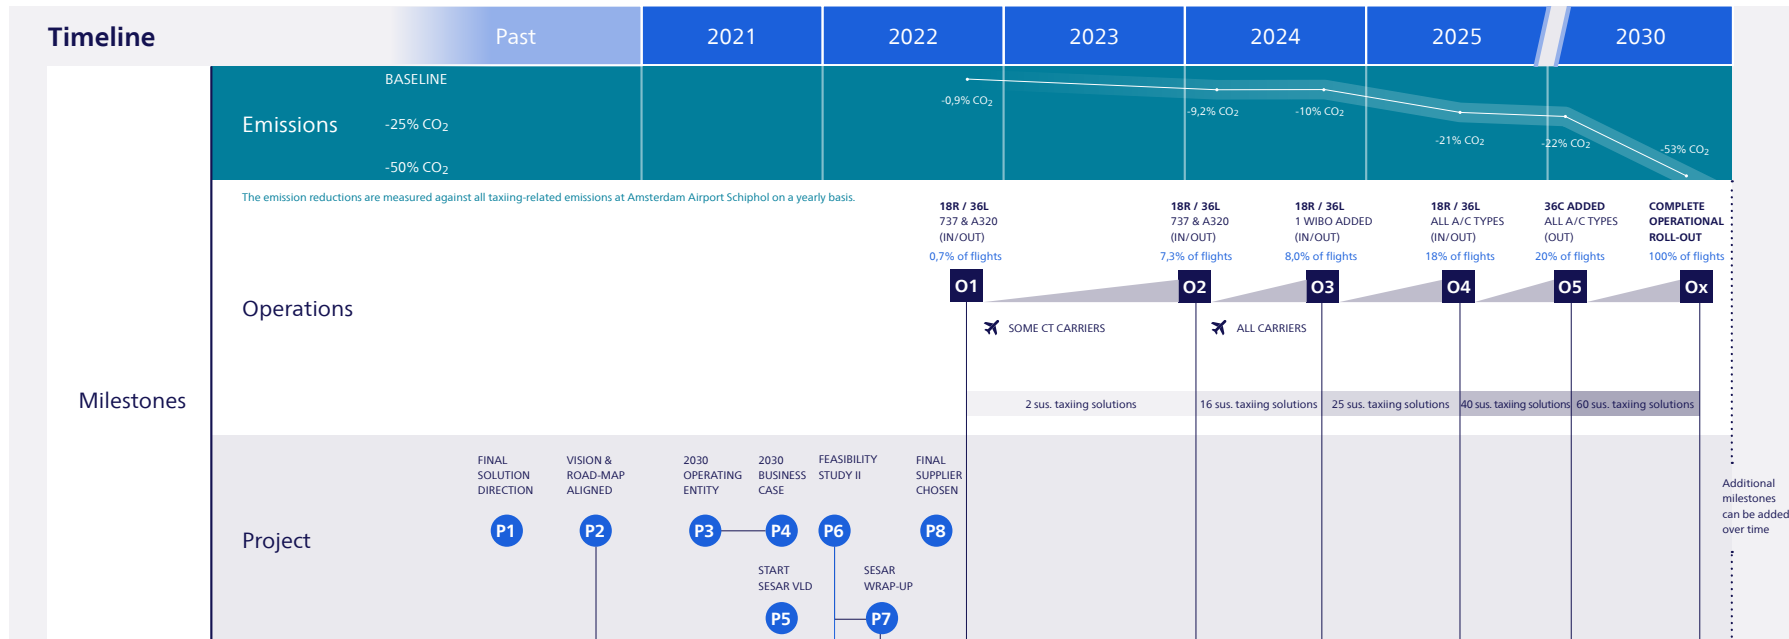 Timeline
Past
2021
2022
2023
2024
2025
2030
BASELINE
Emissions
-25% CO₂
-50% CO₂
-0,9% CO₂
-9,2% CO₂
-10% CO₂
-21% CO₂
-22% CO₂
-53% CO₂
The emission reductions are measured against all taxiing-related emissions at Amsterdam Airport Schiphol on a yearly basis.
Milestones
Operations
18R / 36L
737 & A320
(IN/OUT)
0,7% of flights
O1
18R / 36L
737 & A320
(IN/OUT)
7,3% of flights
O2
18R / 36L
1 WIBO ADDED
(IN/OUT)
8,0% of flights
O3
18R / 36L
ALL A/C TYPES
(IN/OUT)
18% of flights
O4
36C ADDED
ALL A/C TYPES
(OUT)
20% of flights
O5
COMPLETE
OPERATIONAL
ROLL-OUT
100% of flights
Ox
SOME CT CARRIERS
ALL CARRIERS
2 sus. taxiing solutions
16 sus. taxiing solutions
25 sus. taxiing solutions
40 sus. taxiing solutions
60 sus. taxiing solutions
Project
FINAL
SOLUTION
DIRECTION
P1
VISION &
ROAD-MAP
ALIGNED
P2
2030
OPERATING
ENTITY
P3
2030
BUSINESS
CASE
P4
FEASIBILITY
STUDY II
P6
FINAL
SUPPLIER
CHOSEN
P8
START
SESAR VLD
P5
SESAR
WRAP-UP
P7
Additional
milestones
can be added
over time